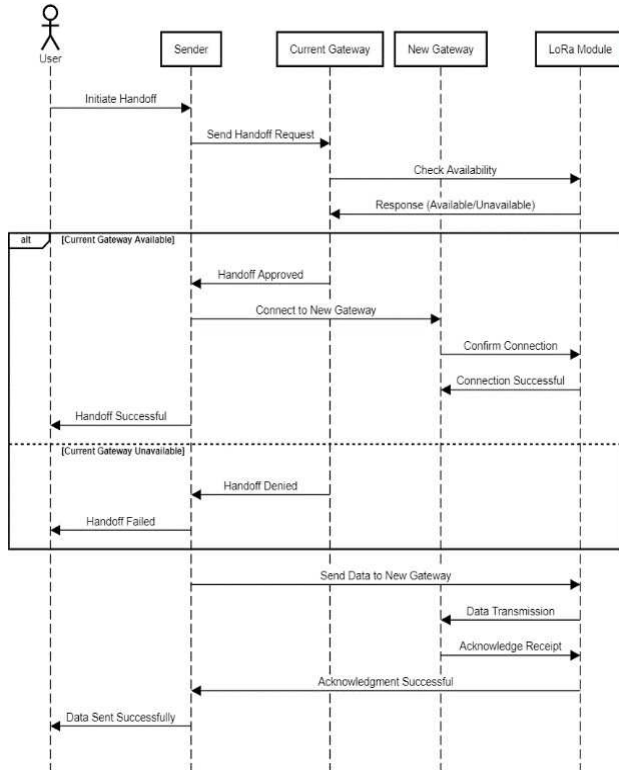 User
Sender
Current Gateway
New Gateway
LoRa Module
Initiate Handoff
Send Handoff Request
Check Availability
Response (Available/Unavailable)
alt
[Current Gateway Available]
Handoff Approved
Connect to New Gateway
Confirm Connection
Connection Successful
Handoff Successful
[Current Gateway Unavailable]
Handoff Denied
Handoff Failed
Send Data to New Gateway
Data Transmission
Acknowledge Receipt
Acknowledgment Successful
Data Sent Successfully